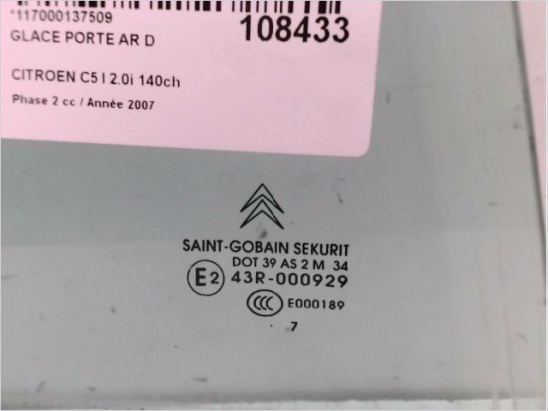 *117000137509
108433
GLACE PORTE AR D
CITROEN C5 I 2.0i 140ch
Phase 2 cc / Année 2007
SAINT-GOBAIN SEKURIT
DOT 39 AS 2 M 34
E2 43R-000929
CCC E000189
7